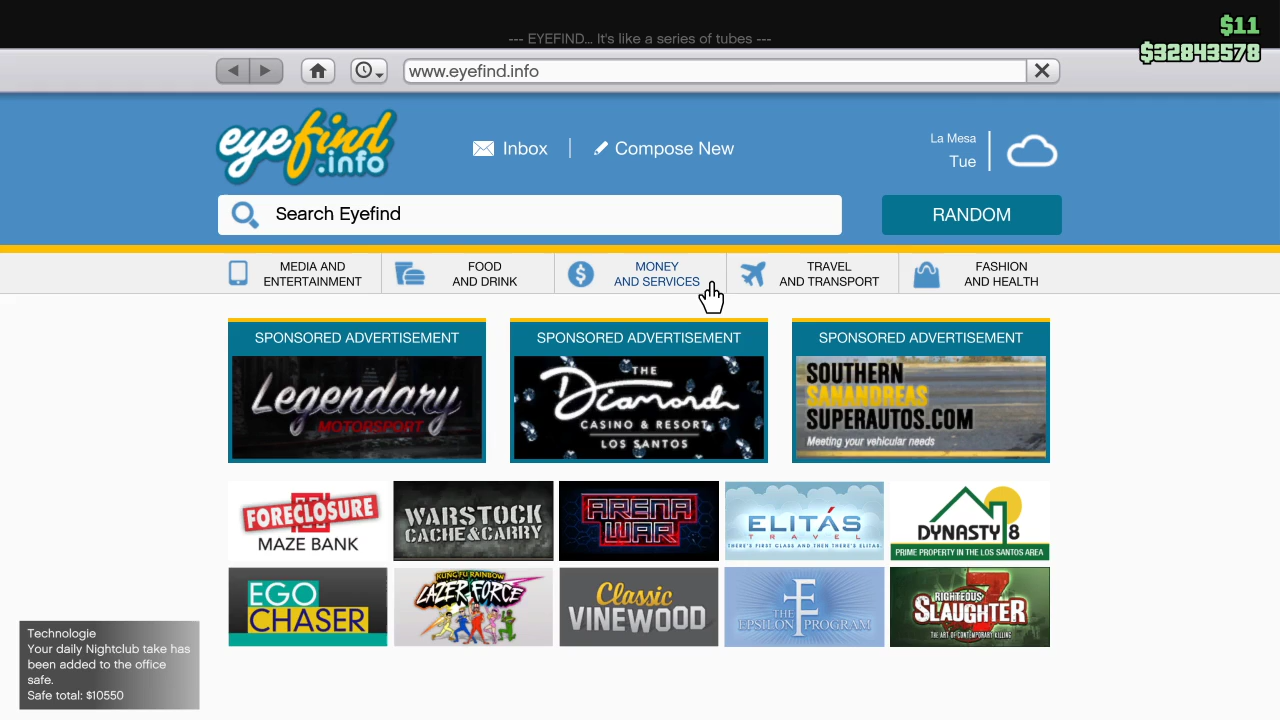 --- EYEFIND... It's like a series of tubes ---
$11
$32843578
www.eyefind.info
eyefind
.info
Inbox
Compose New
La Mesa
Tue
Search Eyefind
RANDOM
MEDIA AND
ENTERTAINMENT
FOOD
AND DRINK
MONEY
AND SERVICES
TRAVEL
AND TRANSPORT
FASHION
AND HEALTH
SPONSORED ADVERTISEMENT
Legendary
MOTORSPORT
SPONSORED ADVERTISEMENT
THE
Diamond
CASINO & RESORT
LOS SANTOS
SPONSORED ADVERTISEMENT
SOUTHERN
SANANDREAS
SUPERAUTOS.COM
Meeting your vehicular needs
FORECLOSURE
MAZE BANK
WARSTOCK
CACHE & CARRY
ARENA
WAR
ELITÁS
TRAVEL
THERE'S FIRST CLASS AND THEN THERE'S ELITAS.
DYNASTY 8
PRIME PROPERTY IN THE LOS SANTOS AREA
EGO
CHASER
KUNG FU RAINBOW
LAZER FORCE
Classic
VINEWOOD
THE
EPSILON PROGRAM
RIGHTEOUS
SLAUGHTER
7
THE ART OF CONTEMPORARY KILLING
Technologie
Your daily Nightclub take has
been added to the office
safe.
Safe total: $10550